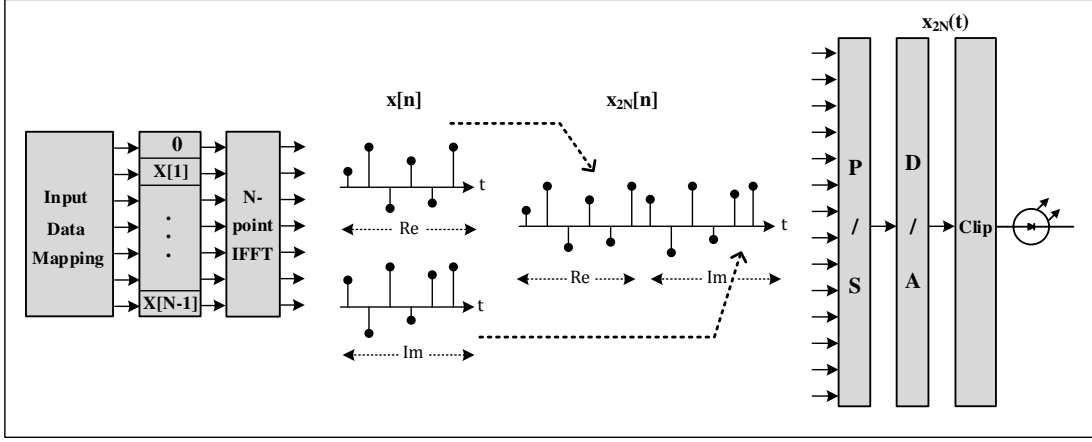 x₂N(t)
x[n]
x₂N[n]
Input
Data
Mapping
0
X[1]
X[N-1]
N-
point
IFFT
t
Re
t
Im
t
Re
Im
P
/
S
D
/
A
Clip